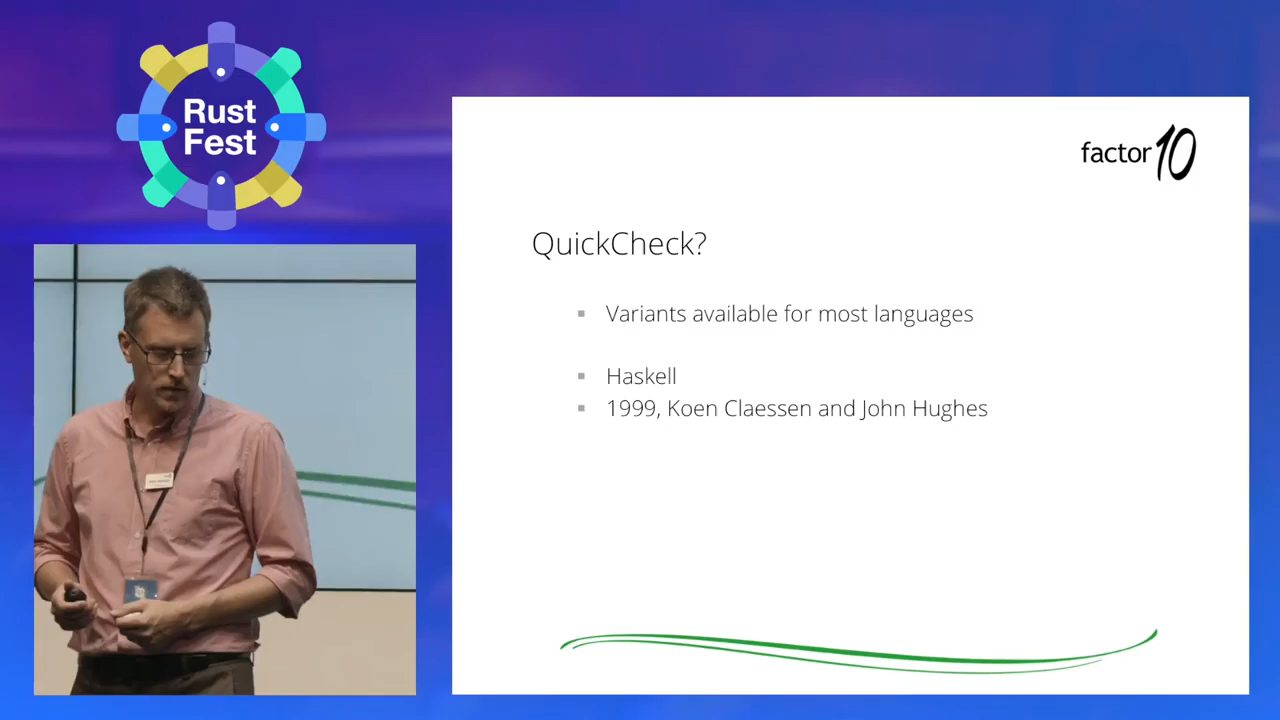 Rust
Fest
factor10
QuickCheck?
Variants available for most languages
Haskell
1999, Koen Claessen and John Hughes